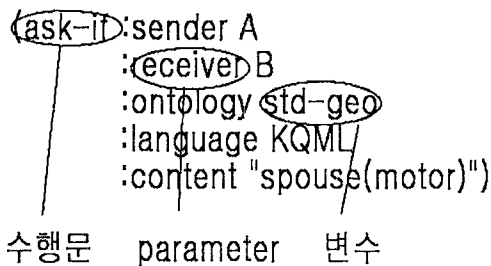 (ask-if :sender A
:receiver B
:ontology std-geo
:language KQML
:content "spouse(motor)")
수행문 parameter 변수